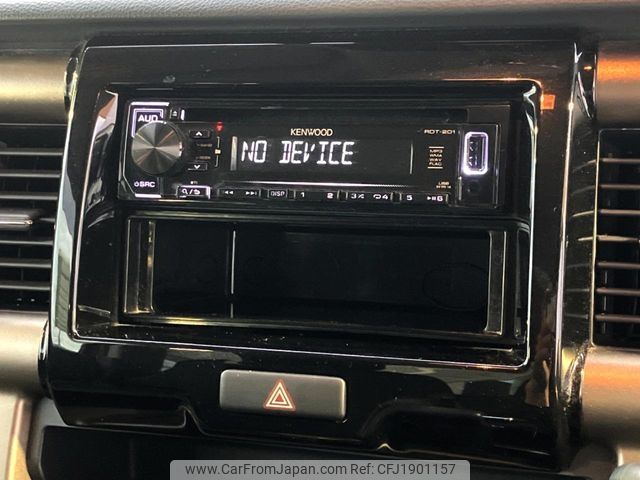 AUD
KENWOOD
RDT-201
NO DEVICE
MP3
WMA
WAV
FLAC
SRC
DISP 1 2 3 4 5 6
www.CarFromJapan.com Ref No: CFJ1901157